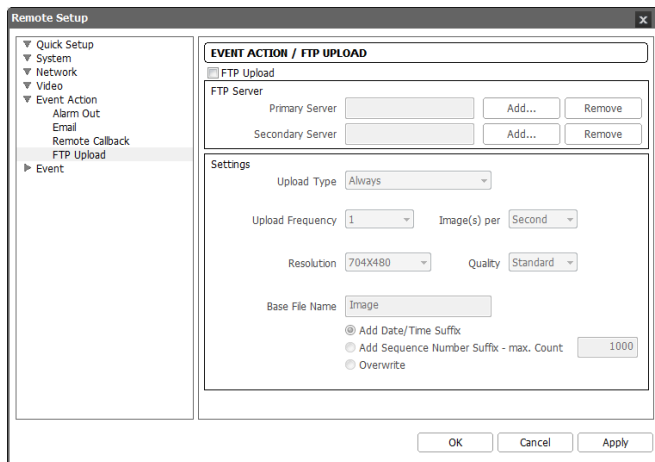 Remote Setup
x
Quick Setup
System
Network
Video
Event Action
Alarm Out
Email
Remote Callback
FTP Upload
Event
EVENT ACTION / FTP UPLOAD
FTP Upload
FTP Server
Primary Server Add... Remove
Secondary Server Add... Remove
Settings
Upload Type Always
Upload Frequency 1 Image(s) per Second
Resolution 704X480 Quality Standard
Base File Name Image
Add Date/Time Suffix
Add Sequence Number Suffix - max. Count 1000
Overwrite
OK Cancel Apply